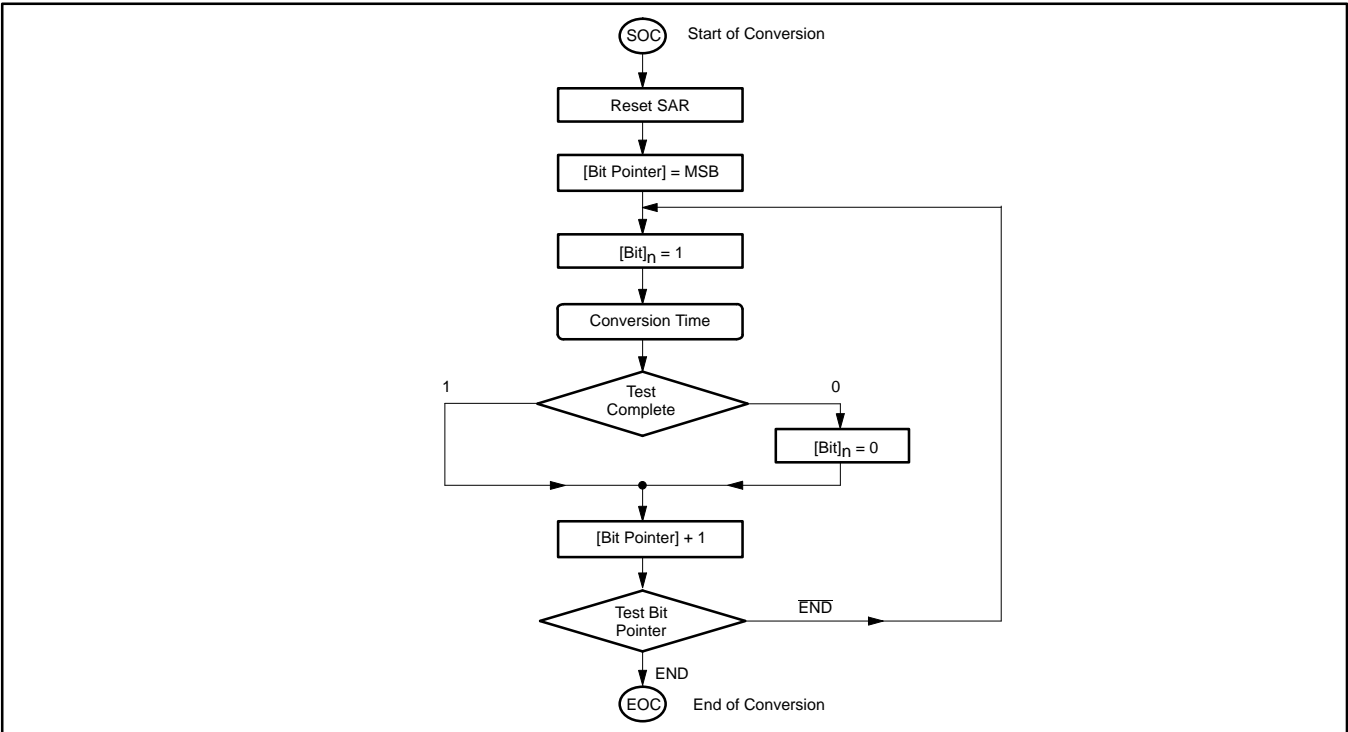 SOC
Start of Conversion
Reset SAR
[Bit Pointer] = MSB
[Bit]n = 1
Conversion Time
1
Test
Complete
0
[Bit]n = 0
[Bit Pointer] + 1
Test Bit
Pointer
END
END
EOC
End of Conversion